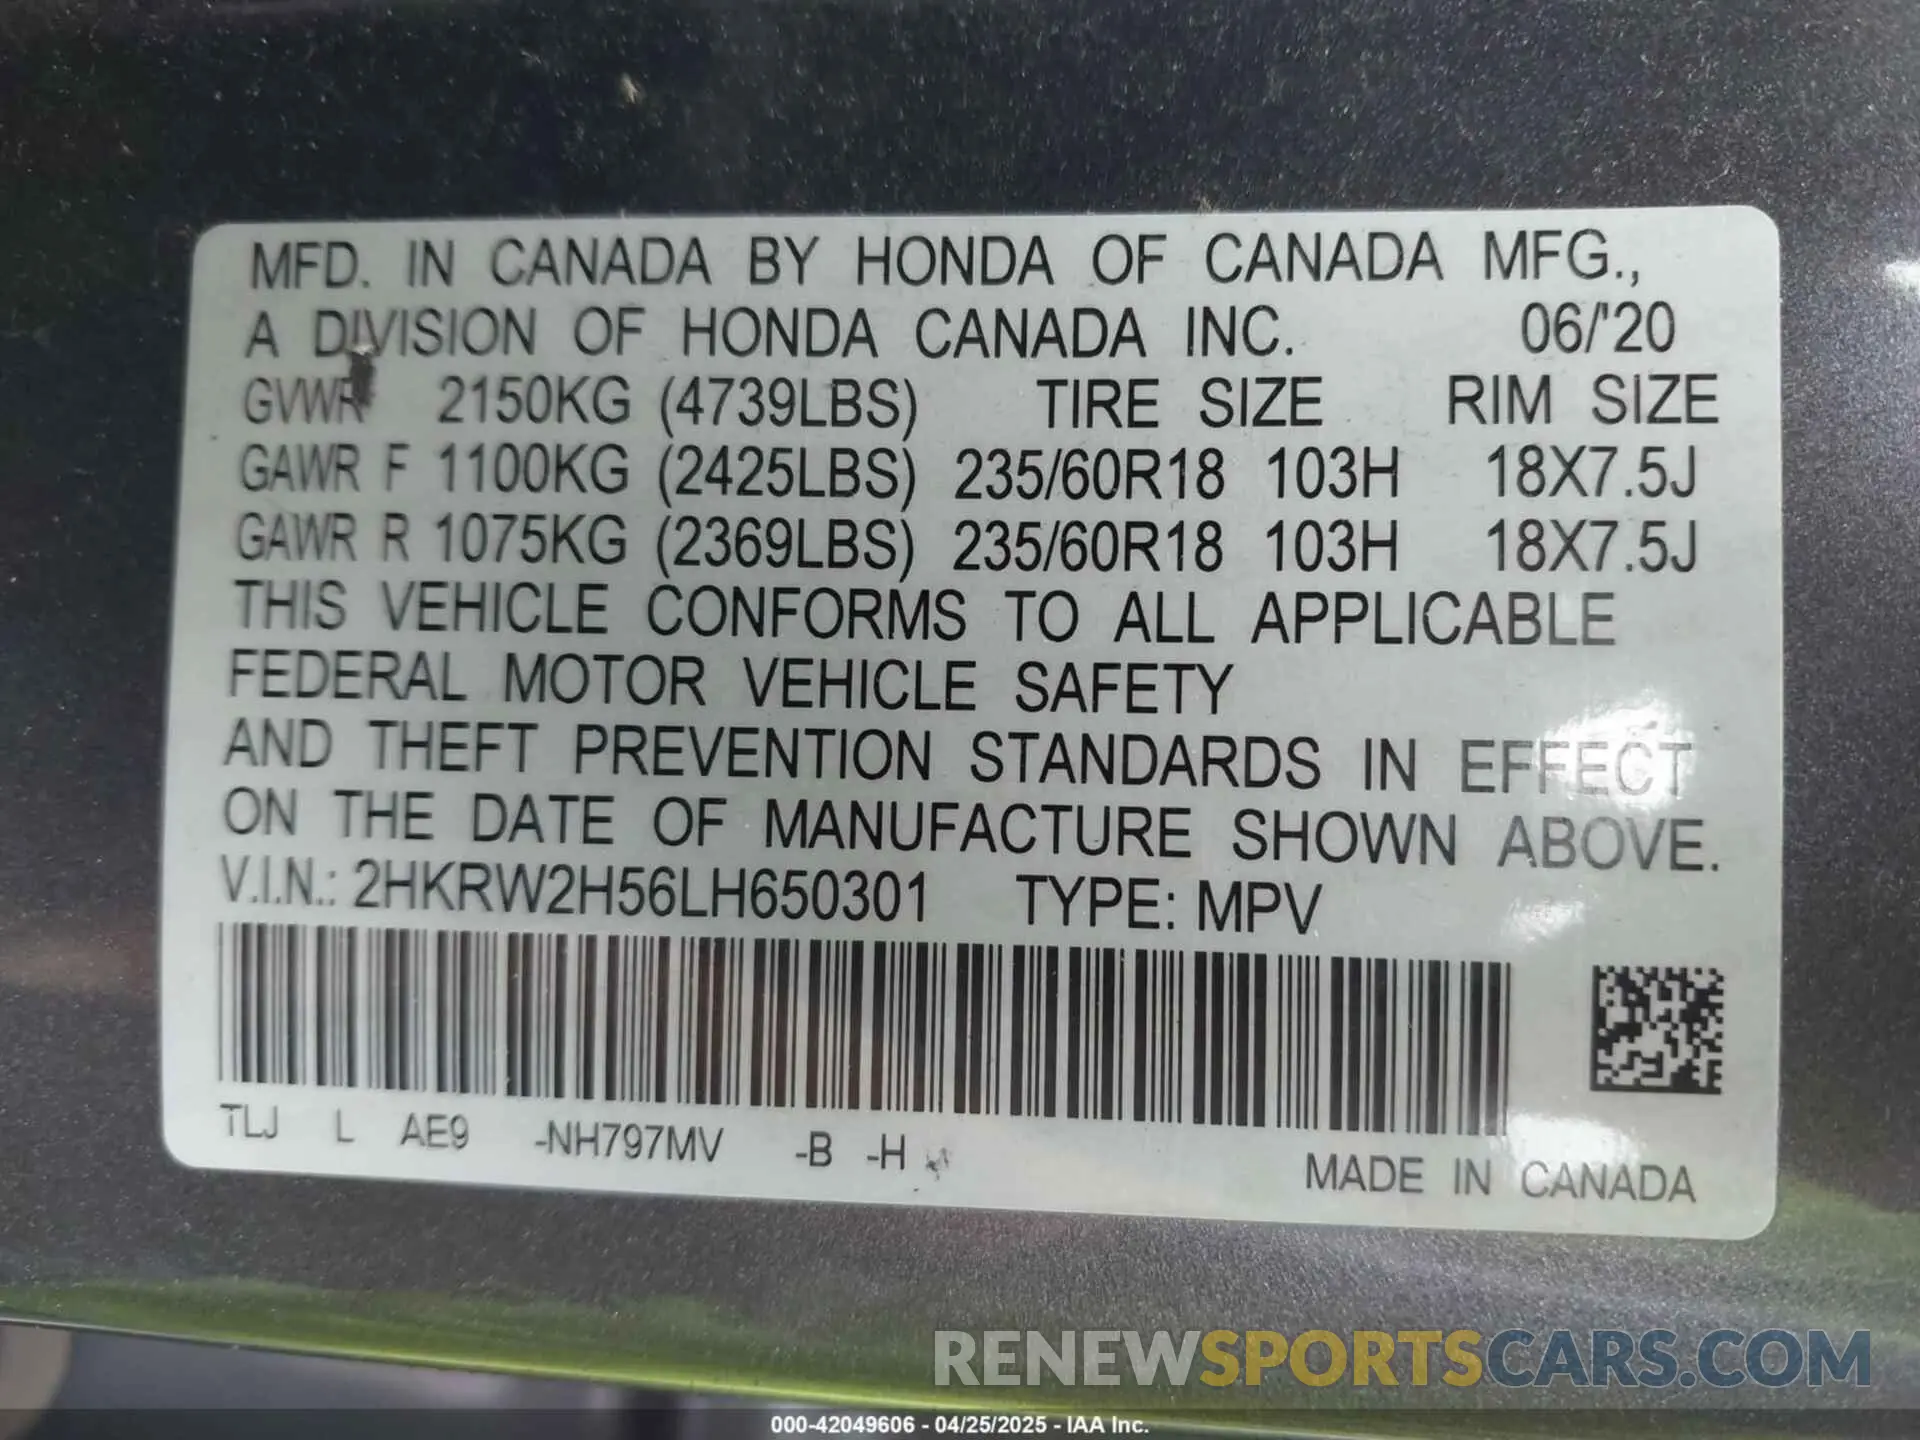 MFD. IN CANADA BY HONDA OF CANADA MFG.,
A DIVISION OF HONDA CANADA INC. 06/'20
GVWR 2150KG (4739LBS) TIRE SIZE RIM SIZE
GAWR F 1100KG (2425LBS) 235/60R18 103H 18X7.5J
GAWR R 1075KG (2369LBS) 235/60R18 103H 18X7.5J
THIS VEHICLE CONFORMS TO ALL APPLICABLE
FEDERAL MOTOR VEHICLE SAFETY
AND THEFT PREVENTION STANDARDS IN EFFECT
ON THE DATE OF MANUFACTURE SHOWN ABOVE.
V.I.N.: 2HKRW2H56LH650301 TYPE: MPV
TLJ L AE9 -NH797MV -B -H
MADE IN CANADA
RENEWSPORTSCARS.COM
000-42049606 - 04/25/2025 - IAA Inc.